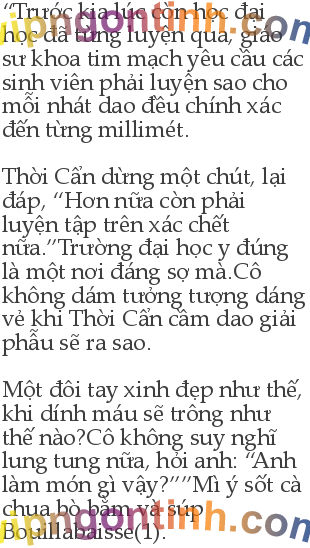 “Trước kia lúc còn học đại
học đã từng luyện qua, giáo
sư khoa tim mạch yêu cầu các
sinh viên phải luyện sao cho
mỗi nhát dao đều chính xác
đến từng millimét.
Thời Cẩn dừng một chút, lại
đáp, “Hơn nữa còn phải
luyện tập trên xác chết
nữa.”Trường đại học y đúng
là một nơi đáng sợ mà.Cô
không dám tưởng tượng dáng
vẻ khi Thời Cẩn cầm dao giải
phẫu sẽ ra sao.
Một đôi tay xinh đẹp như thế,
khi dính máu sẽ trông như
thế nào?Cô không suy nghĩ
lung tung nữa, hỏi anh: “Anh
làm món gì vậy?””Mì ý sốt cà
chua bò bằm và súp
Bouillabaisse(1).